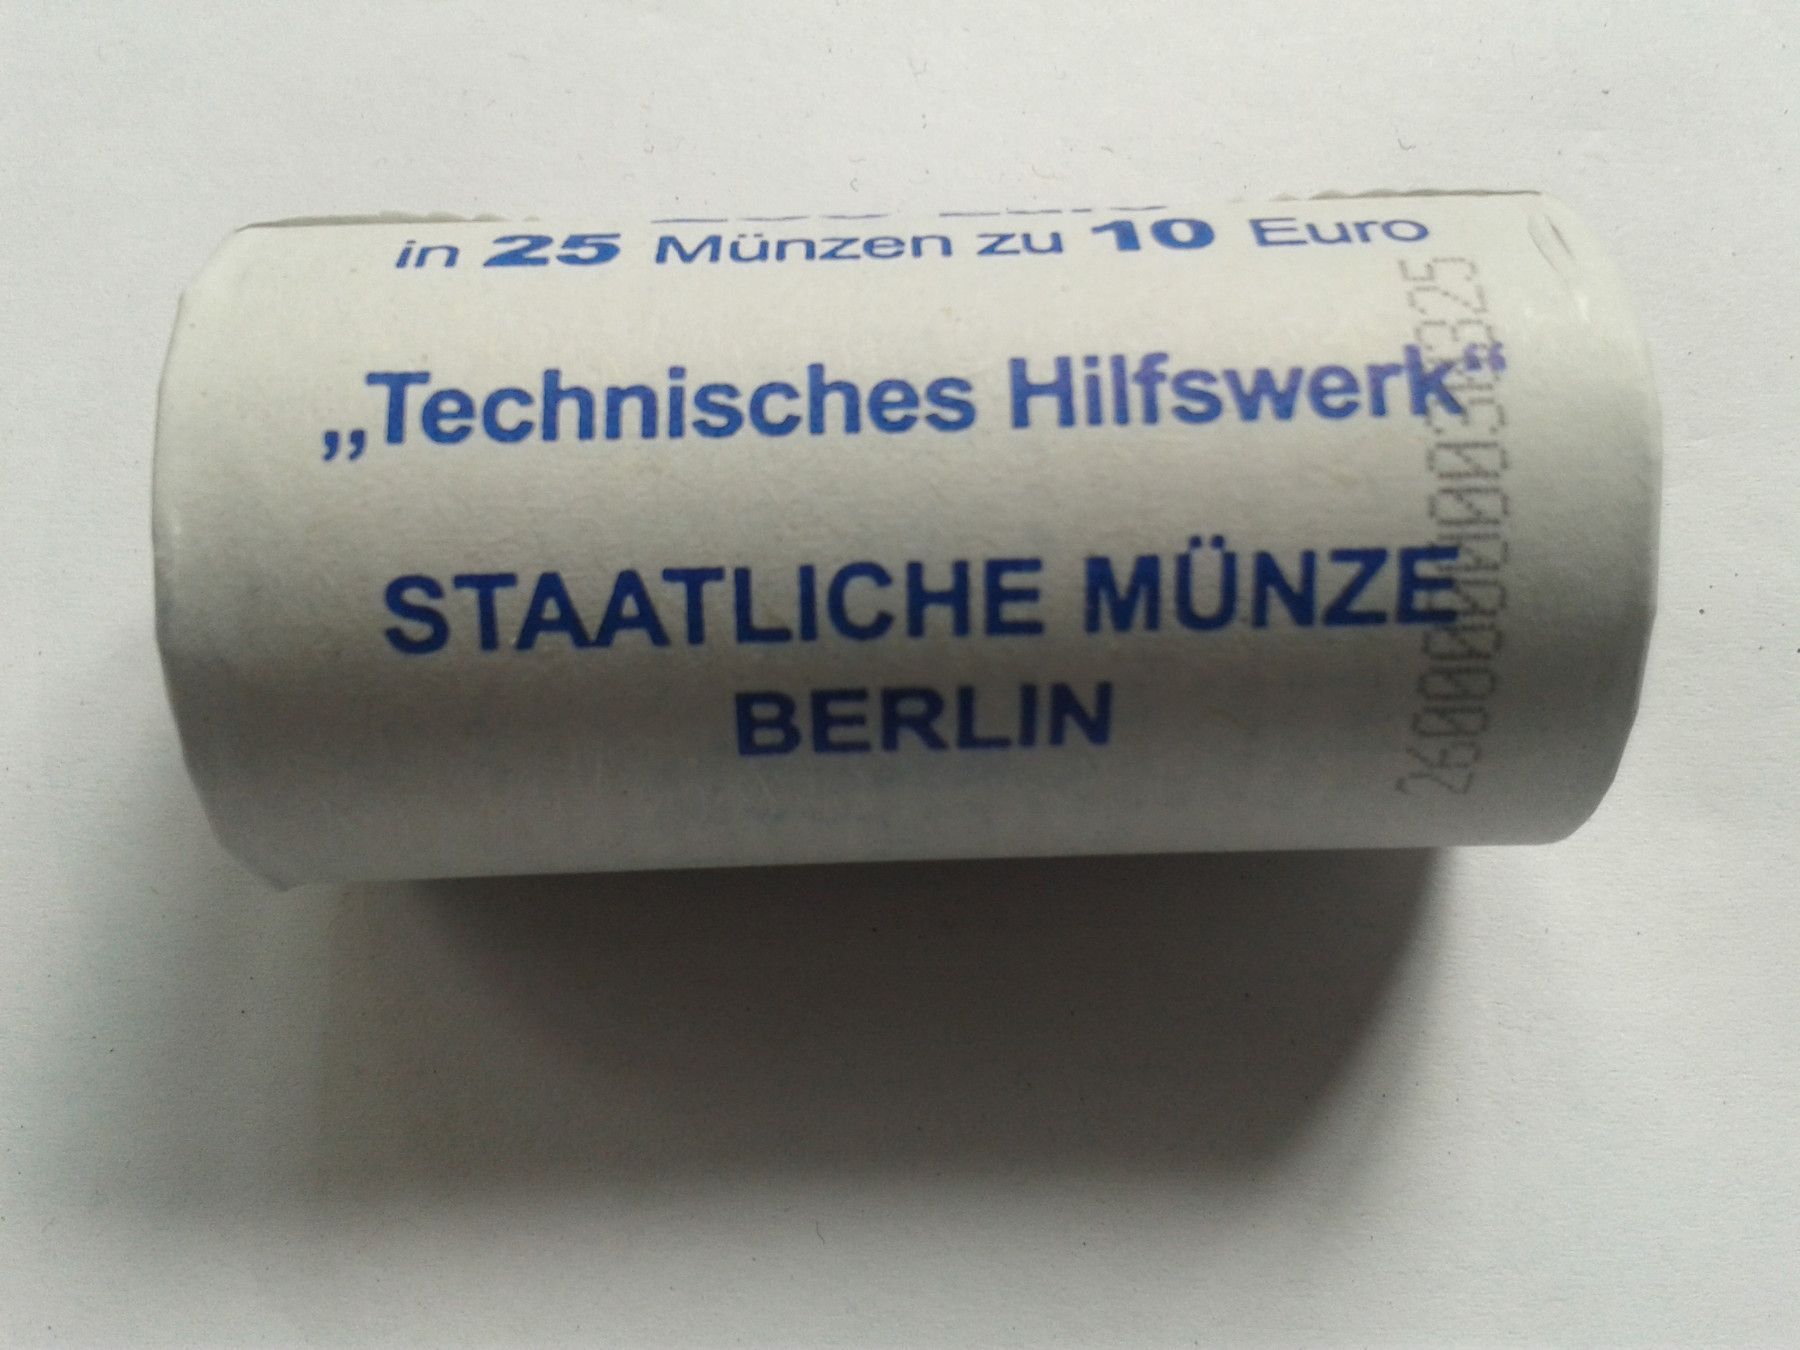 in 25 Münzen zu 10 Euro
„Technisches Hilfswerk“
STAATLICHE MÜNZE
BERLIN